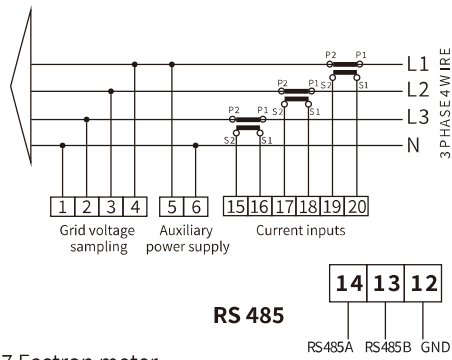 P2 P1
L1
P2 P1 S2 S1
L2
P2 P1 S2 S1
L3
S2 S1
N
3 PHASE 4 WIRE
1 2 3 4 5 6 15 16 17 18 19 20
Grid voltage sampling
Auxiliary power supply
Current inputs
14 13 12
RS 485
RS485A RS485B GND